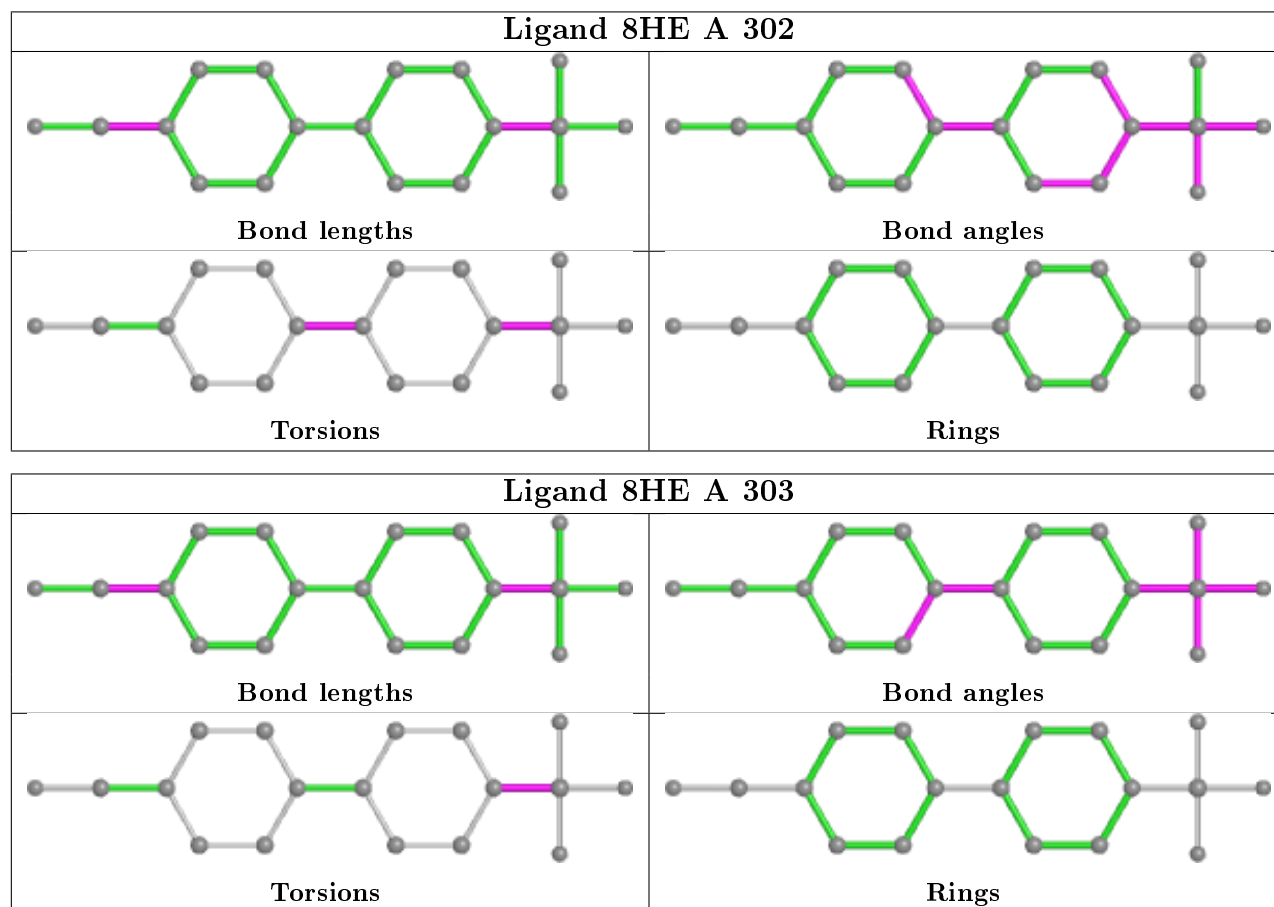 Ligand 8HE A 302
Bond lengths
Bond angles
Torsions
Rings
Ligand 8HE A 303
Bond lengths
Bond angles
Torsions
Rings